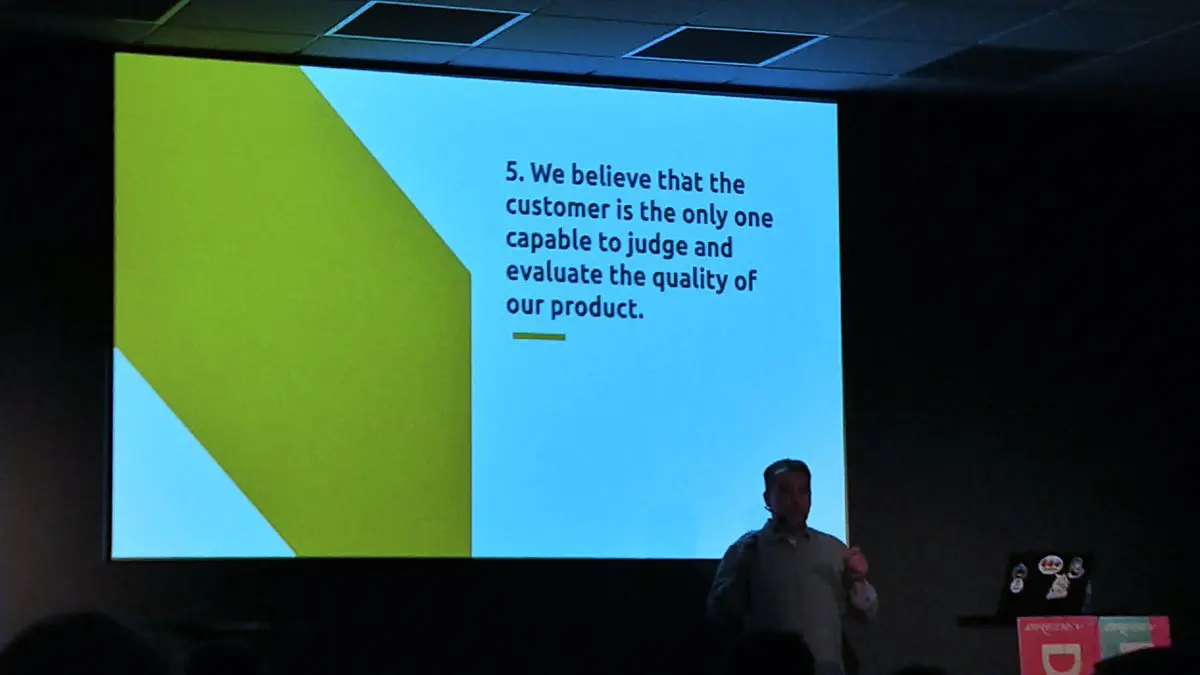 5. We believe that the
customer is the only one
capable to judge and
evaluate the quality of
our product.